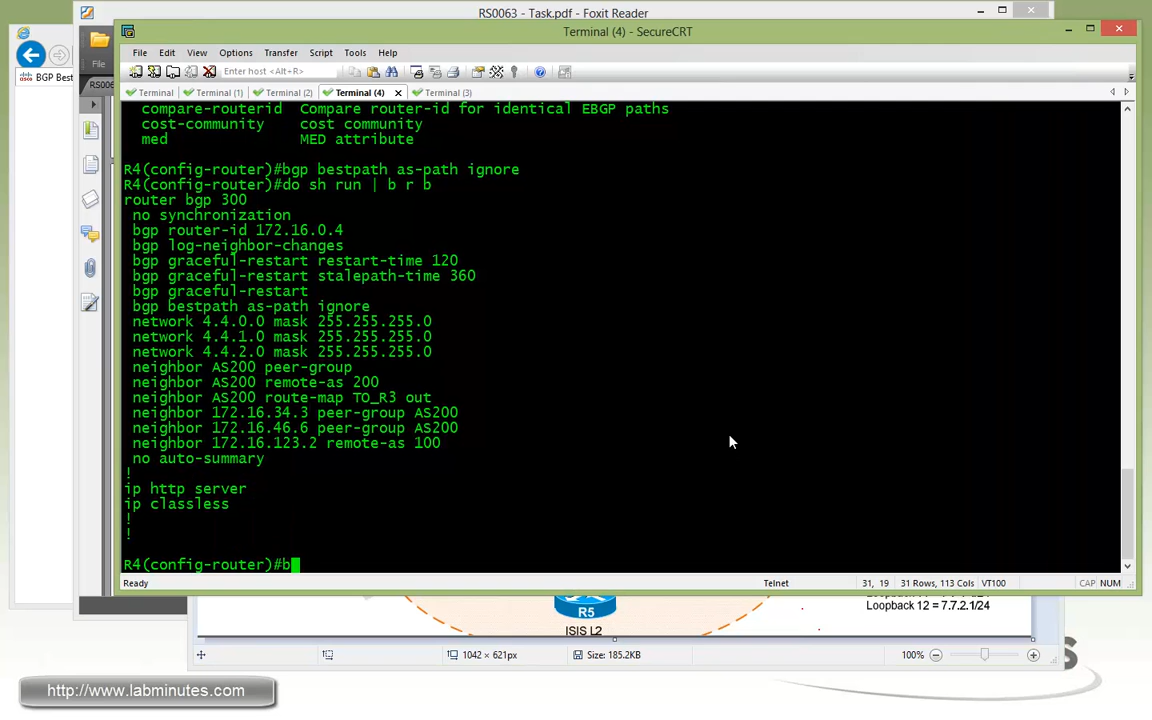 RS0063 - Task.pdf - Foxit Reader
Terminal (4) - SecureCRT
File Edit View Options Transfer Script Tools Help
Enter host <Alt+R>
BGP Best
File
RS006
Terminal Terminal (1) Terminal (2) Terminal (4) Terminal (3)
compare-routerid Compare router-id for identical EBGP paths
cost-community cost community
med MED attribute
R4(config-router)#bgp bestpath as-path ignore
R4(config-router)#do sh run | b r b
router bgp 300
no synchronization
bgp router-id 172.16.0.4
bgp log-neighbor-changes
bgp graceful-restart restart-time 120
bgp graceful-restart stalepath-time 360
bgp graceful-restart
bgp bestpath as-path ignore
network 4.4.0.0 mask 255.255.255.0
network 4.4.1.0 mask 255.255.255.0
network 4.4.2.0 mask 255.255.255.0
neighbor AS200 peer-group
neighbor AS200 remote-as 200
neighbor AS200 route-map TO_R3 out
neighbor 172.16.34.3 peer-group AS200
neighbor 172.16.46.6 peer-group AS200
neighbor 172.16.123.2 remote-as 100
no auto-summary
!
ip http server
ip classless
!
!
R4(config-router)#b
Ready Telnet 31, 19 31 Rows, 113 Cols VT100 CAP NUM
Loopback 12 = 7.7.2.1/24
R5
ISIS L2
1042 × 621px Size: 185.2KB 100%
http://www.labminutes.com